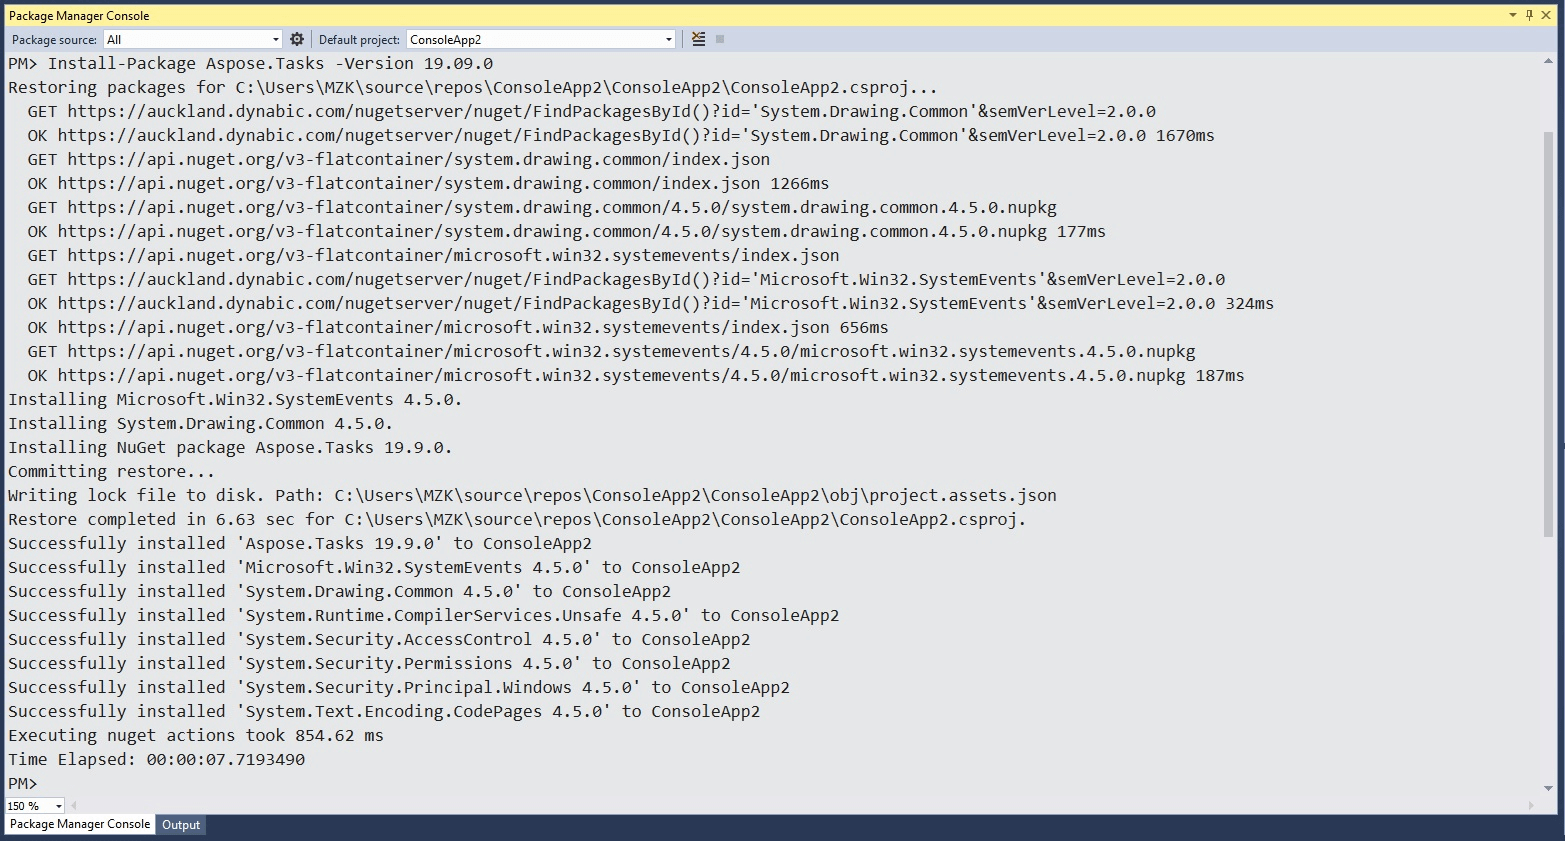 Package Manager Console
Package source: All Default project: ConsoleApp2
PM> Install-Package Aspose.Tasks -Version 19.09.0
Restoring packages for C:\Users\MZK\source\repos\ConsoleApp2\ConsoleApp2\ConsoleApp2.csproj...
GET https://auckland.dynabic.com/nugetserver/nuget/FindPackagesById()?id='System.Drawing.Common'&semVerLevel=2.0.0
OK https://auckland.dynabic.com/nugetserver/nuget/FindPackagesById()?id='System.Drawing.Common'&semVerLevel=2.0.0 1670ms
GET https://api.nuget.org/v3-flatcontainer/system.drawing.common/index.json
OK https://api.nuget.org/v3-flatcontainer/system.drawing.common/index.json 1266ms
GET https://api.nuget.org/v3-flatcontainer/system.drawing.common/4.5.0/system.drawing.common.4.5.0.nupkg
OK https://api.nuget.org/v3-flatcontainer/system.drawing.common/4.5.0/system.drawing.common.4.5.0.nupkg 177ms
GET https://api.nuget.org/v3-flatcontainer/microsoft.win32.systemevents/index.json
GET https://auckland.dynabic.com/nugetserver/nuget/FindPackagesById()?id='Microsoft.Win32.SystemEvents'&semVerLevel=2.0.0
OK https://auckland.dynabic.com/nugetserver/nuget/FindPackagesById()?id='Microsoft.Win32.SystemEvents'&semVerLevel=2.0.0 324ms
OK https://api.nuget.org/v3-flatcontainer/microsoft.win32.systemevents/index.json 656ms
GET https://api.nuget.org/v3-flatcontainer/microsoft.win32.systemevents/4.5.0/microsoft.win32.systemevents.4.5.0.nupkg
OK https://api.nuget.org/v3-flatcontainer/microsoft.win32.systemevents/4.5.0/microsoft.win32.systemevents.4.5.0.nupkg 187ms
Installing Microsoft.Win32.SystemEvents 4.5.0.
Installing System.Drawing.Common 4.5.0.
Installing NuGet package Aspose.Tasks 19.9.0.
Committing restore...
Writing lock file to disk. Path: C:\Users\MZK\source\repos\ConsoleApp2\ConsoleApp2\obj\project.assets.json
Restore completed in 6.63 sec for C:\Users\MZK\source\repos\ConsoleApp2\ConsoleApp2\ConsoleApp2.csproj.
Successfully installed 'Aspose.Tasks 19.9.0' to ConsoleApp2
Successfully installed 'Microsoft.Win32.SystemEvents 4.5.0' to ConsoleApp2
Successfully installed 'System.Drawing.Common 4.5.0' to ConsoleApp2
Successfully installed 'System.Runtime.CompilerServices.Unsafe 4.5.0' to ConsoleApp2
Successfully installed 'System.Security.AccessControl 4.5.0' to ConsoleApp2
Successfully installed 'System.Security.Permissions 4.5.0' to ConsoleApp2
Successfully installed 'System.Security.Principal.Windows 4.5.0' to ConsoleApp2
Successfully installed 'System.Text.Encoding.CodePages 4.5.0' to ConsoleApp2
Executing nuget actions took 854.62 ms
Time Elapsed: 00:00:07.7193490
PM>
150 %
Package Manager Console Output